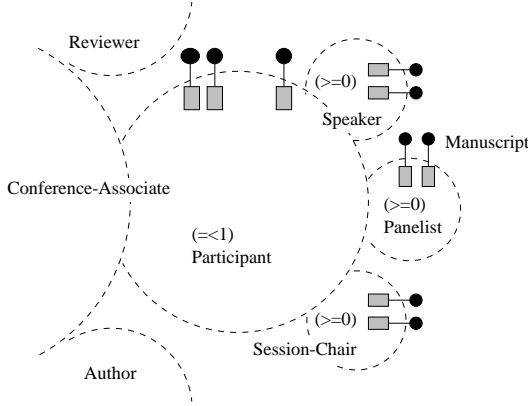 Reviewer
(>=0)
Speaker
Manuscript
Conference-Associate
(>=0)
Panelist
(=<1)
Participant
(>=0)
Session-Chair
Author